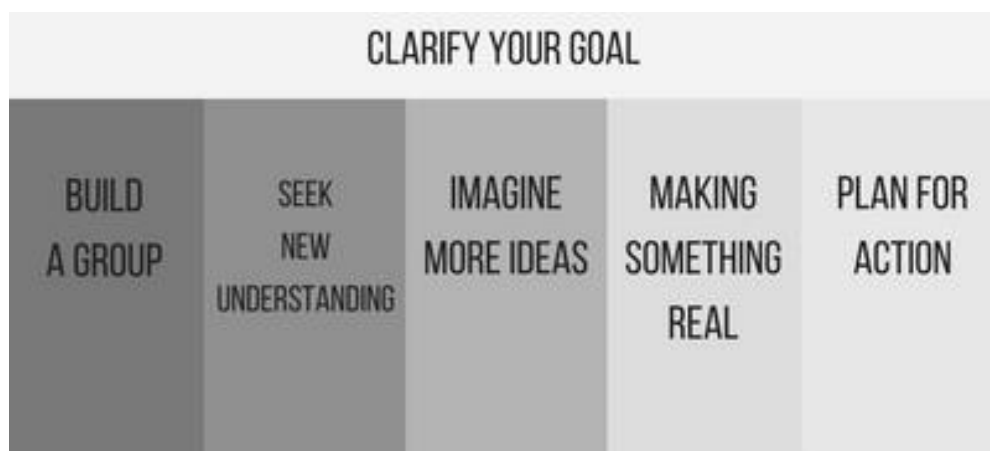 CLARIFY YOUR GOAL
BUILD
A GROUP
SEEK
NEW
UNDERSTANDING
IMAGINE
MORE IDEAS
MAKING
SOMETHING
REAL
PLAN FOR
ACTION